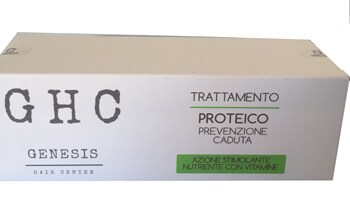 GHC
GENESIS
HAIR CENTER
TRATTAMENTO
PROTEICO
PREVENZIONE
CADUTA
AZIONE STIMOLANTE
NUTRIENTE CON VITAMINE